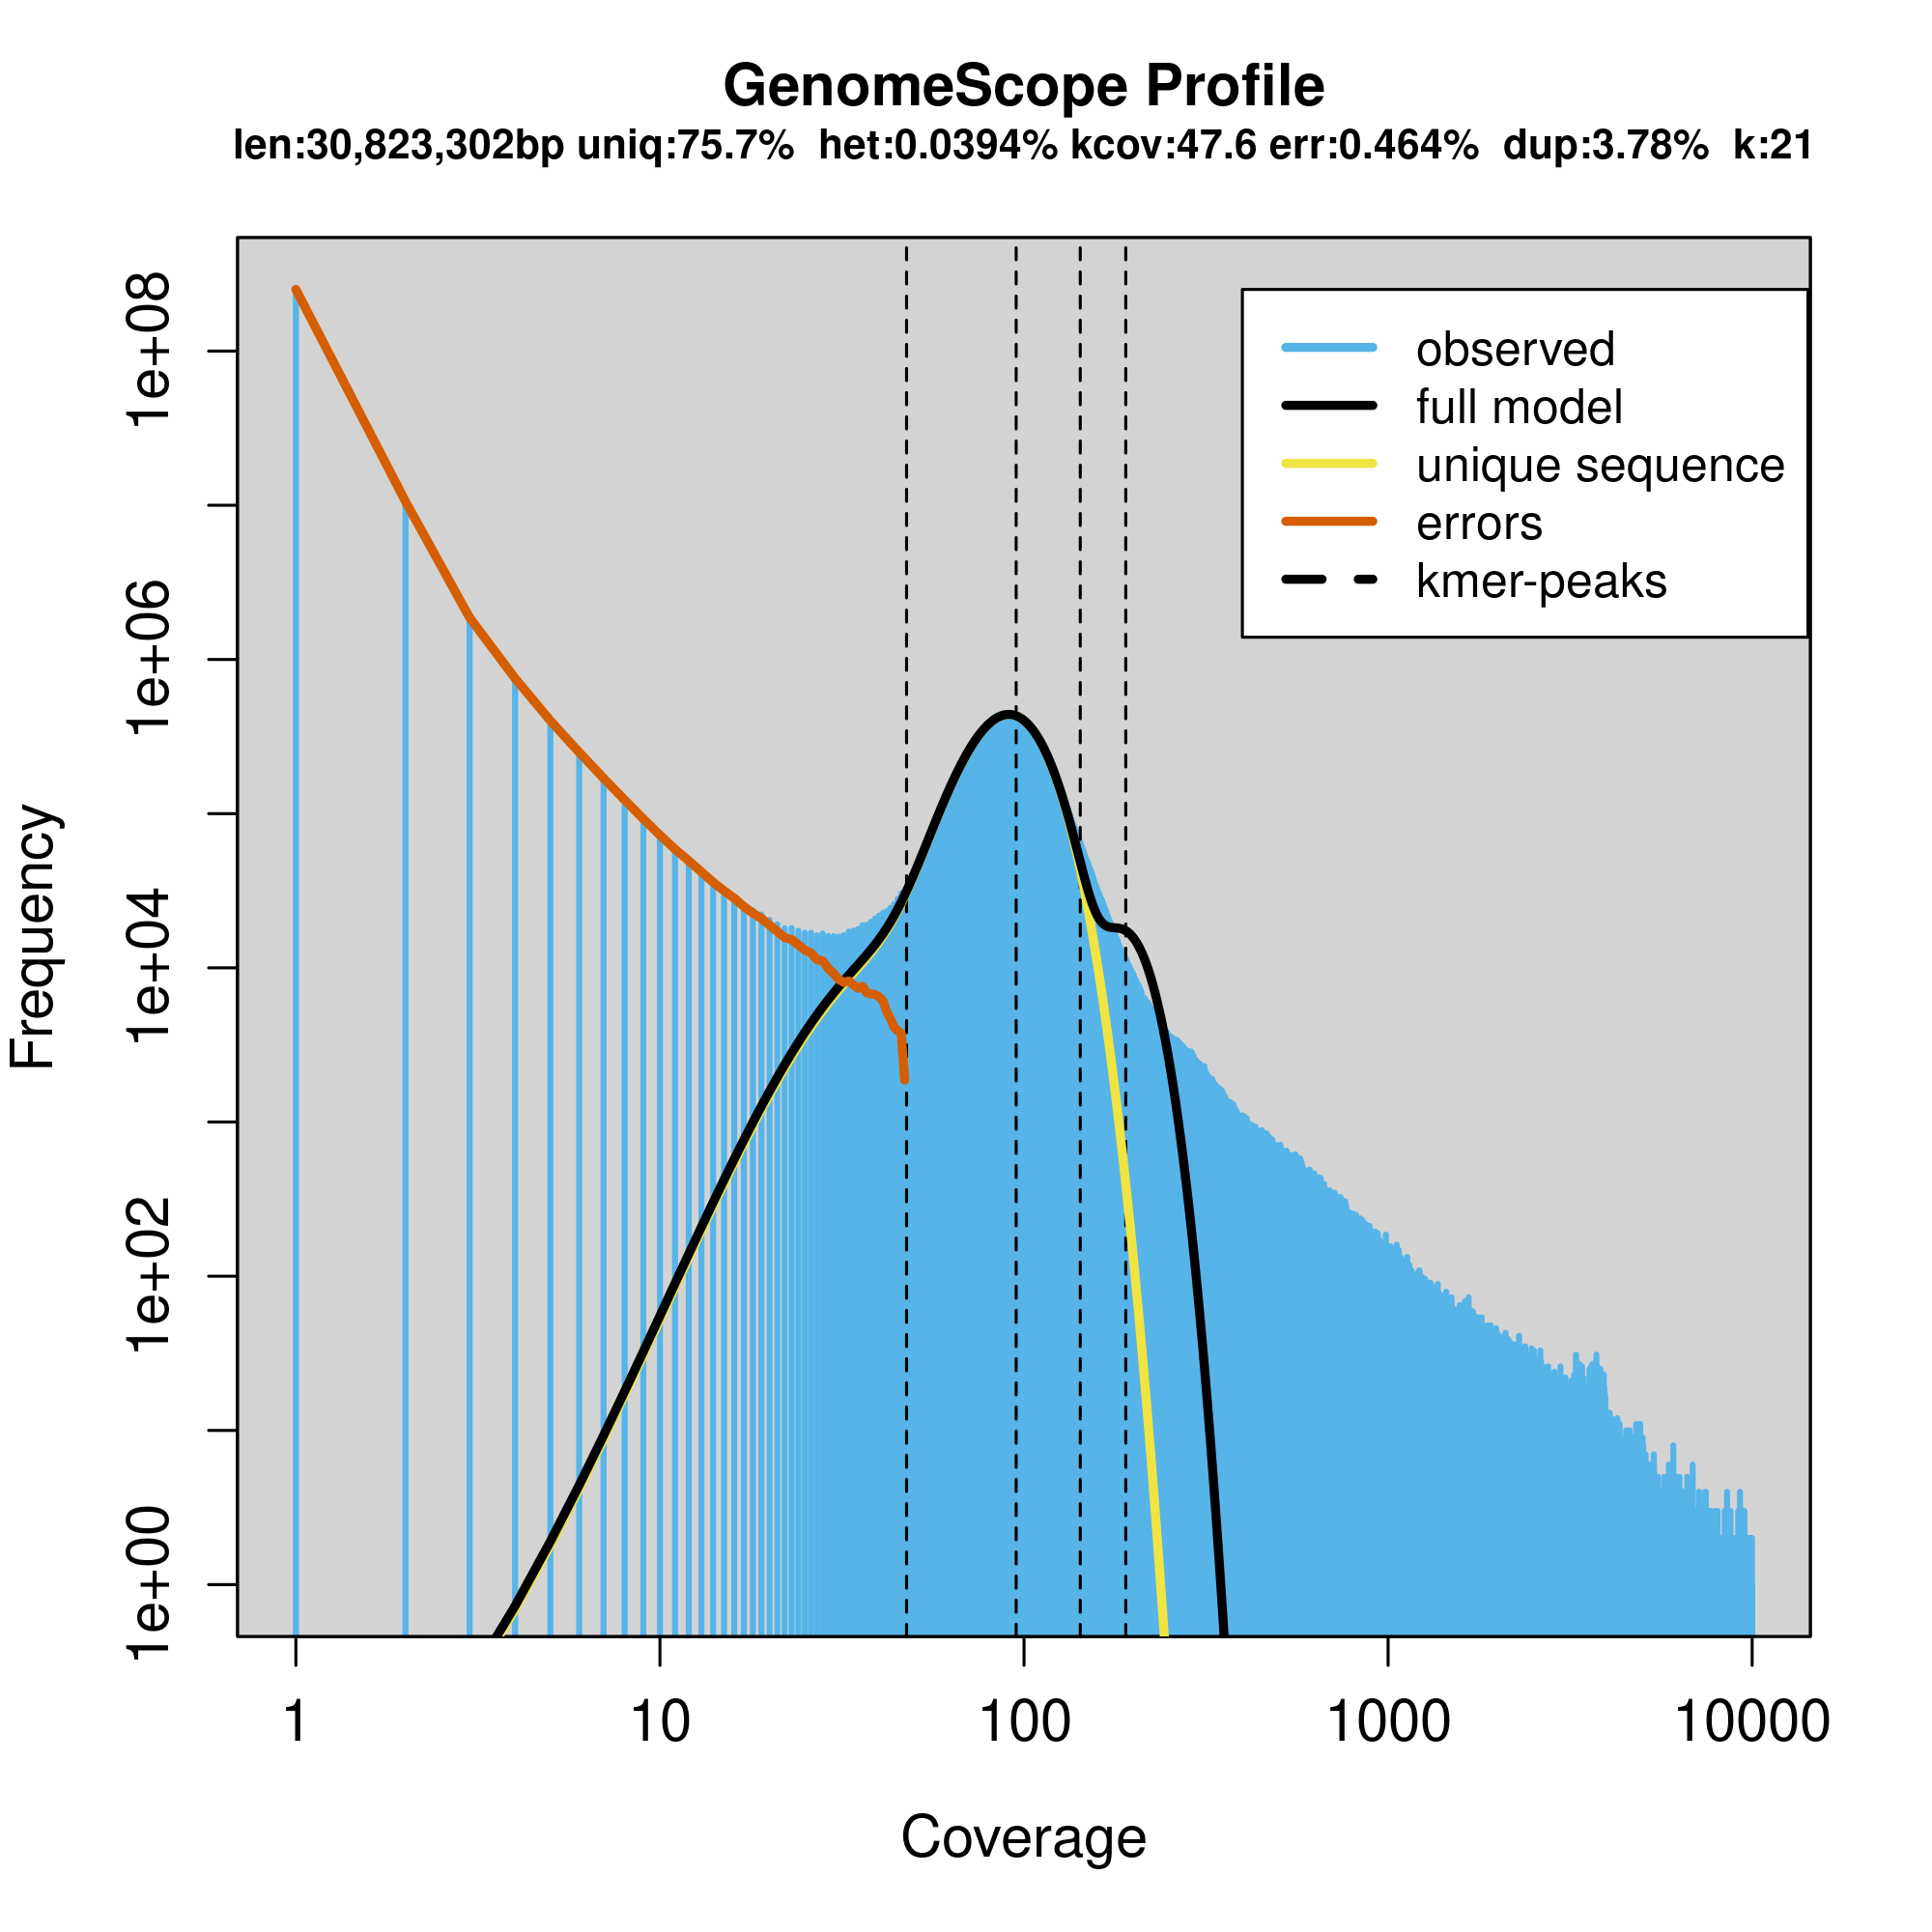 GenomeScope Profile
len:30,823,302bp uniq:75.7% het:0.0394% kcov:47.6 err:0.464% dup:3.78% k:21
observed
full model
unique sequence
errors
kmer-peaks
Frequency
1e+08
1e+06
1e+04
1e+02
1e+00
1 10 100 1000 10000
Coverage